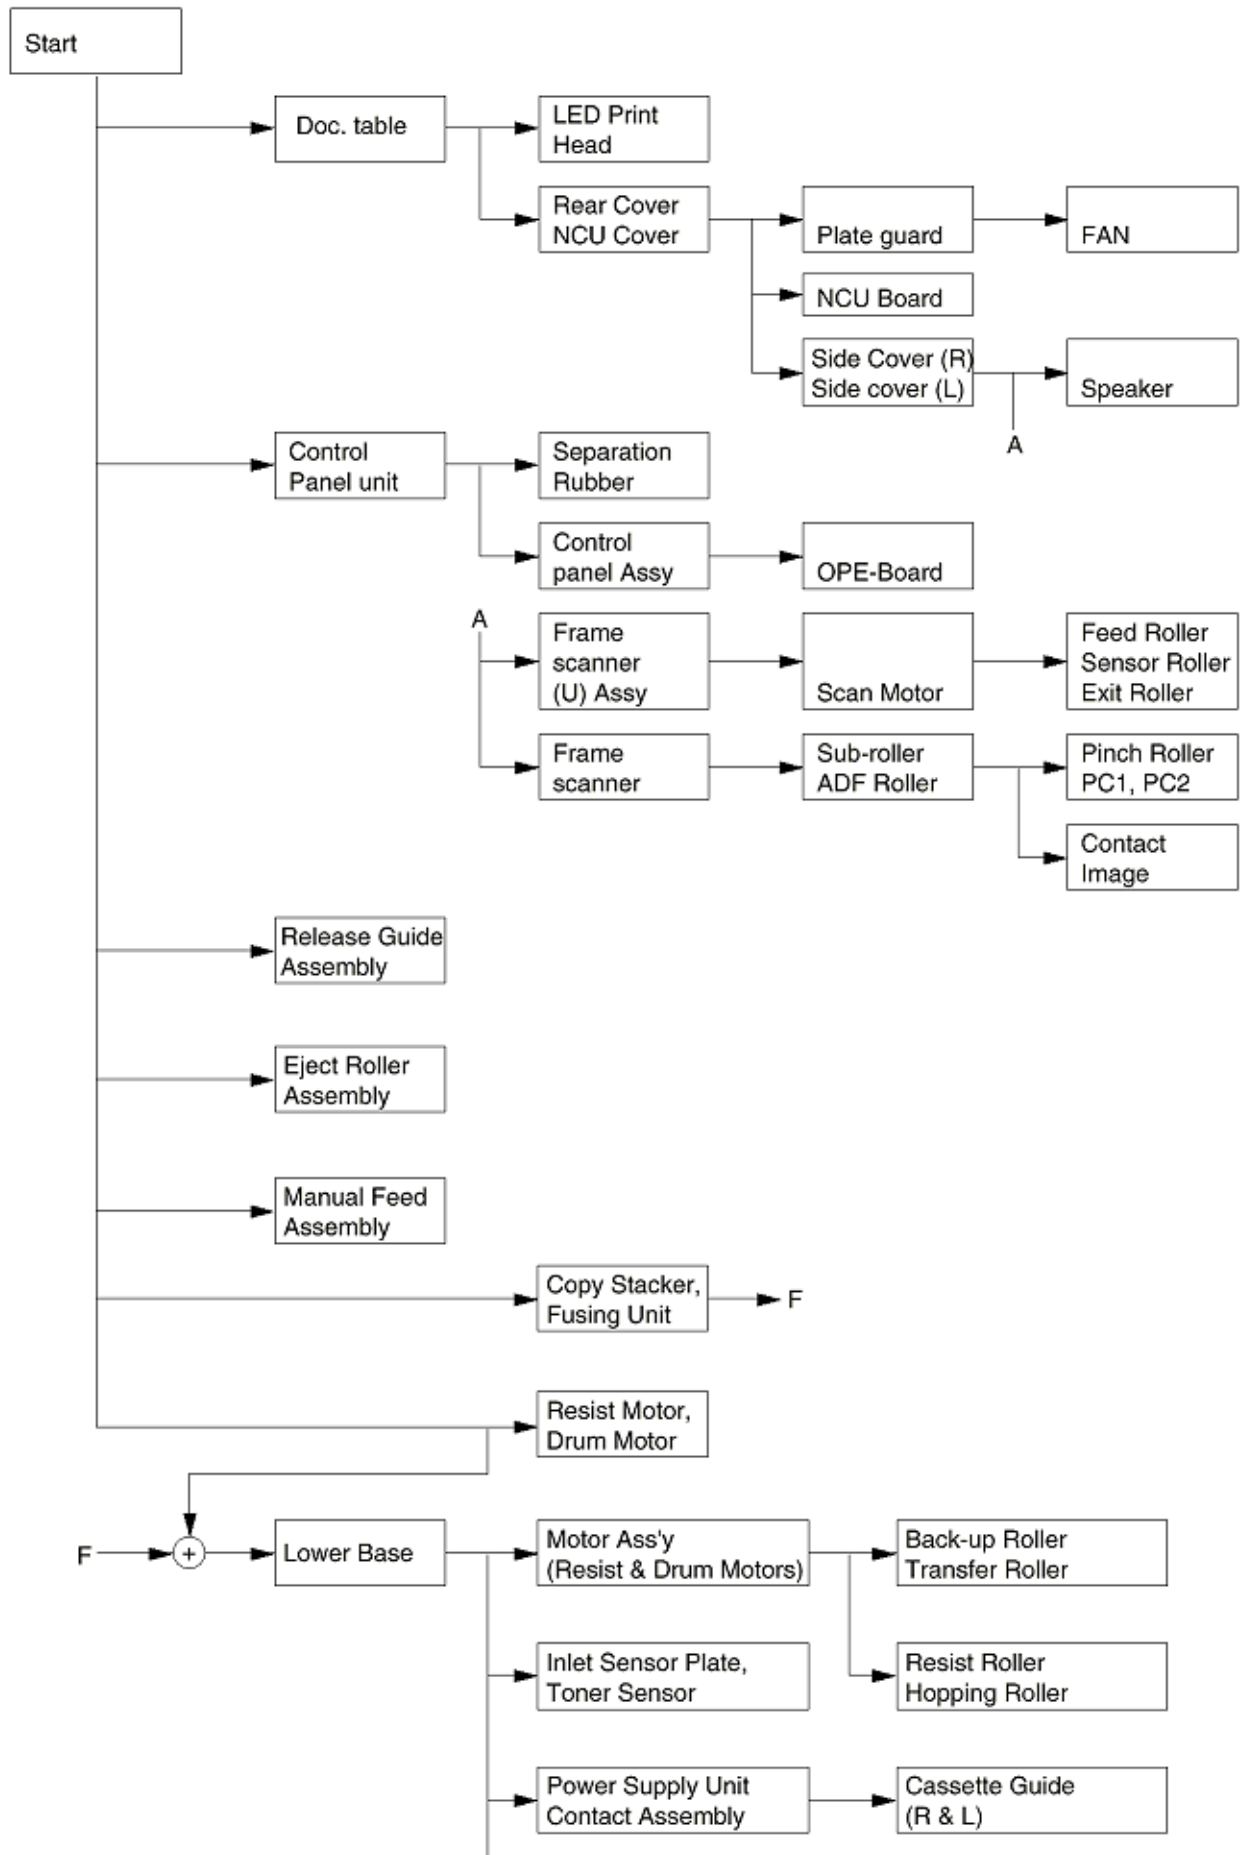 Start
Doc. table
LED Print
Head
Rear Cover
NCU Cover
Plate guard
FAN
NCU Board
Side Cover (R)
Side cover (L)
Speaker
A
Control
Panel unit
Separation
Rubber
Control
panel Assy
OPE-Board
A
Frame
scanner
(U) Assy
Scan Motor
Feed Roller
Sensor Roller
Exit Roller
Frame
scanner
Sub-roller
ADF Roller
Pinch Roller
PC1, PC2
Contact
Image
Release Guide
Assembly
Eject Roller
Assembly
Manual Feed
Assembly
Copy Stacker,
Fusing Unit
F
Resist Motor,
Drum Motor
F
+
Lower Base
Motor Ass'y
(Resist & Drum Motors)
Back-up Roller
Transfer Roller
Inlet Sensor Plate,
Toner Sensor
Resist Roller
Hopping Roller
Power Supply Unit
Contact Assembly
Cassette Guide
(R & L)